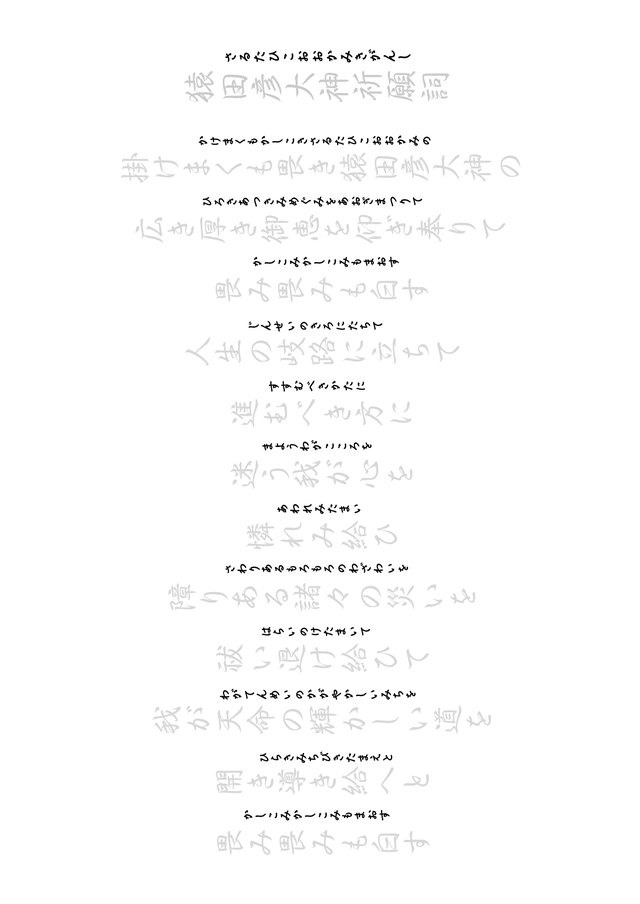 さるたひこおおかみきがんし
猿田彦大神祈願詞
かけまくもかしこきさるたひこおおかみの
掛けまくも畏き猿田彦大神の
ひろきあつきみめぐみをあおぎまつりて
広き厚き御恵を仰ぎ奉りて
かしこみかしこみもまおす
畏み畏みも白す
じんせいのきろにたちて
人生の岐路に立ちて
すすむべきかたに
進むべき方に
まようわがこころを
迷う我が心を
あわれみたまい
憐れみ給ひ
さわりあるもろもろのわざわいを
障りある諸々の災いを
はらいのけたまいて
祓い退け給ひて
わがてんめいのかがやかしいみちを
我が天命の輝かしい道を
ひらきみちびきたまえと
開き導き給へと
かしこみかしこみもまおす
畏み畏みも白す